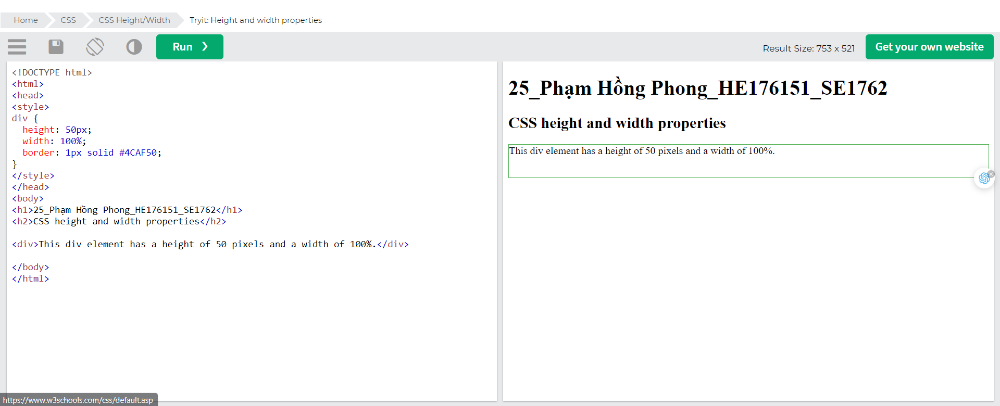 Home CSS CSS Height/Width Tryit: Height and width properties
Run Result Size: 753 x 521 Get your own website
<!DOCTYPE html>
<html>
<head>
<style>
div {
  height: 50px;
  width: 100%;
  border: 1px solid #4CAF50;
}
</style>
</head>
<body>
<h1>25_Phạm Hồng Phong_HE176151_SE1762</h1>
<h2>CSS height and width properties</h2>
<div>This div element has a height of 50 pixels and a width of 100%.</div>
</body>
</html>
25_Phạm Hồng Phong_HE176151_SE1762
CSS height and width properties
This div element has a height of 50 pixels and a width of 100%.
https://www.w3schools.com/css/default.asp